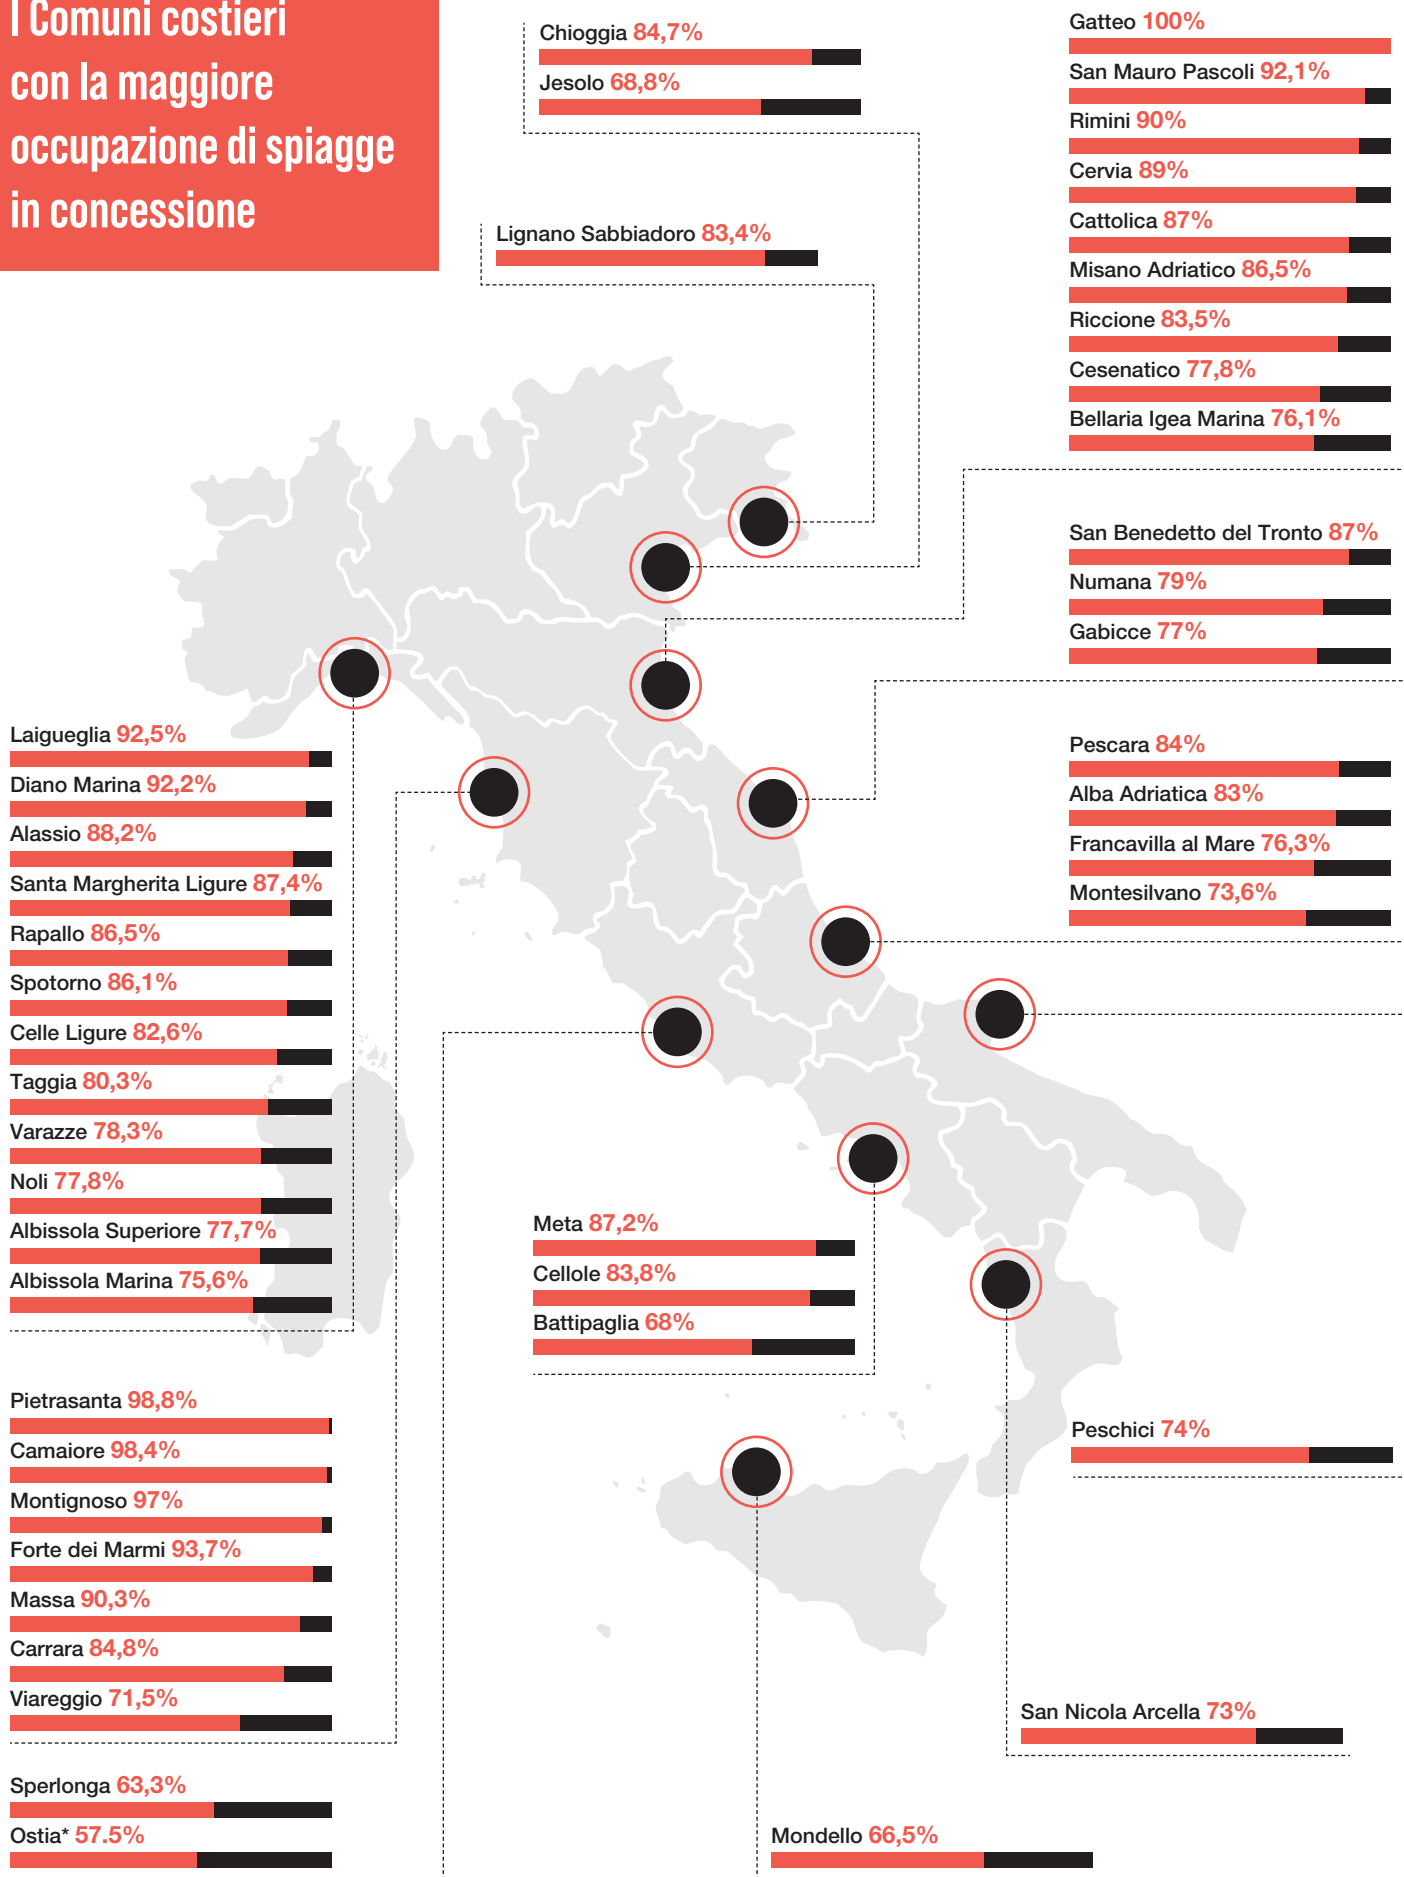 I Comuni costieri
con la maggiore
occupazione di spiagge
in concessione
Chioggia 84,7%
Jesolo 68,8%
Lignano Sabbiadoro 83,4%
Gatteo 100%
San Mauro Pascoli 92,1%
Rimini 90%
Cervia 89%
Cattolica 87%
Misano Adriatico 86,5%
Riccione 83,5%
Cesenatico 77,8%
Bellaria Igea Marina 76,1%
San Benedetto del Tronto 87%
Numana 79%
Gabicce 77%
Pescara 84%
Alba Adriatica 83%
Francavilla al Mare 76,3%
Montesilvano 73,6%
Laigueglia 92,5%
Diano Marina 92,2%
Alassio 88,2%
Santa Margherita Ligure 87,4%
Rapallo 86,5%
Spotorno 86,1%
Celle Ligure 82,6%
Taggia 80,3%
Varazze 78,3%
Noli 77,8%
Albissola Superiore 77,7%
Albissola Marina 75,6%
Meta 87,2%
Cellole 83,8%
Battipaglia 68%
Peschici 74%
Pietrasanta 98,8%
Camaiore 98,4%
Montignoso 97%
Forte dei Marmi 93,7%
Massa 90,3%
Carrara 84,8%
Viareggio 71,5%
San Nicola Arcella 73%
Sperlonga 63,3%
Ostia* 57.5%
Mondello 66,5%